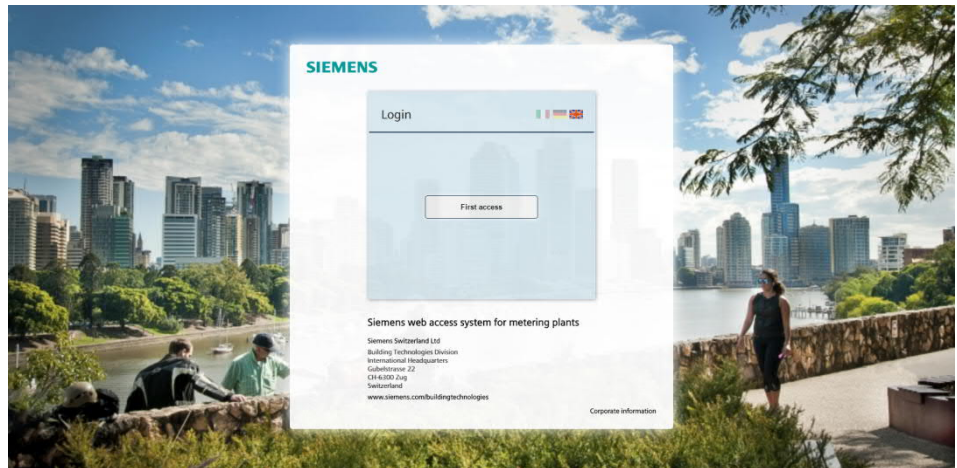 SIEMENS
Login
First access
Siemens web access system for metering plants
Siemens Switzerland Ltd
Building Technologies Division
International Headquarters
Gubelstrasse 22
CH-6300 Zug
Switzerland
www.siemens.com/buildingtechnologies
Corporate information